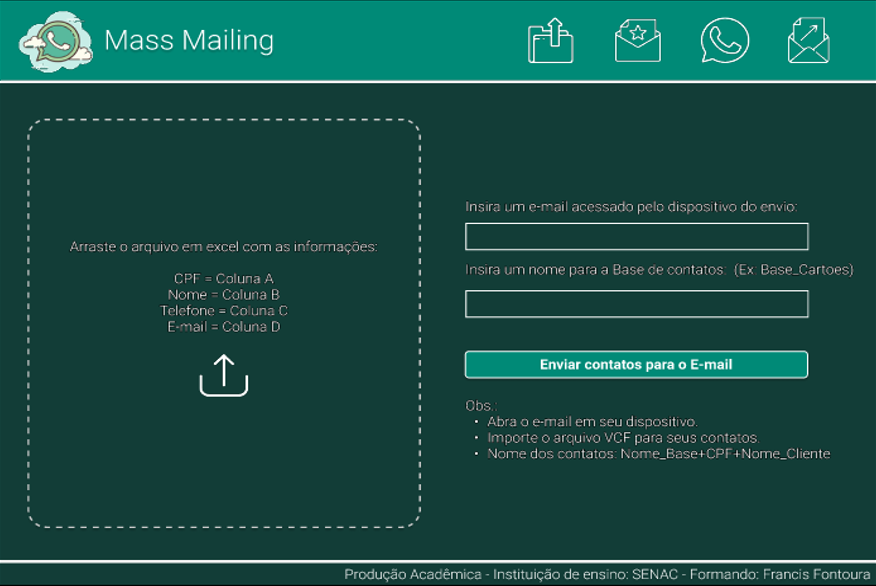 Mass Mailing
Arraste o arquivo em excel com as informações:
CPF = Coluna A
Nome = Coluna B
Telefone = Coluna C
E-mail = Coluna D
Insira um e-mail acessado pelo dispositivo do envio:
Insira um nome para a Base de contatos: (Ex. Base_Cartoes)
Enviar contatos para o E-mail
Obs.:
• Abra o e-mail em seu dispositivo.
• Importe o arquivo VCF para seus contatos.
• Nome dos contatos: Nome_Base+CPF+Nome_Cliente
Produção Acadêmica - Instituição de ensino: SENAC - Formando: Francis Fontoura